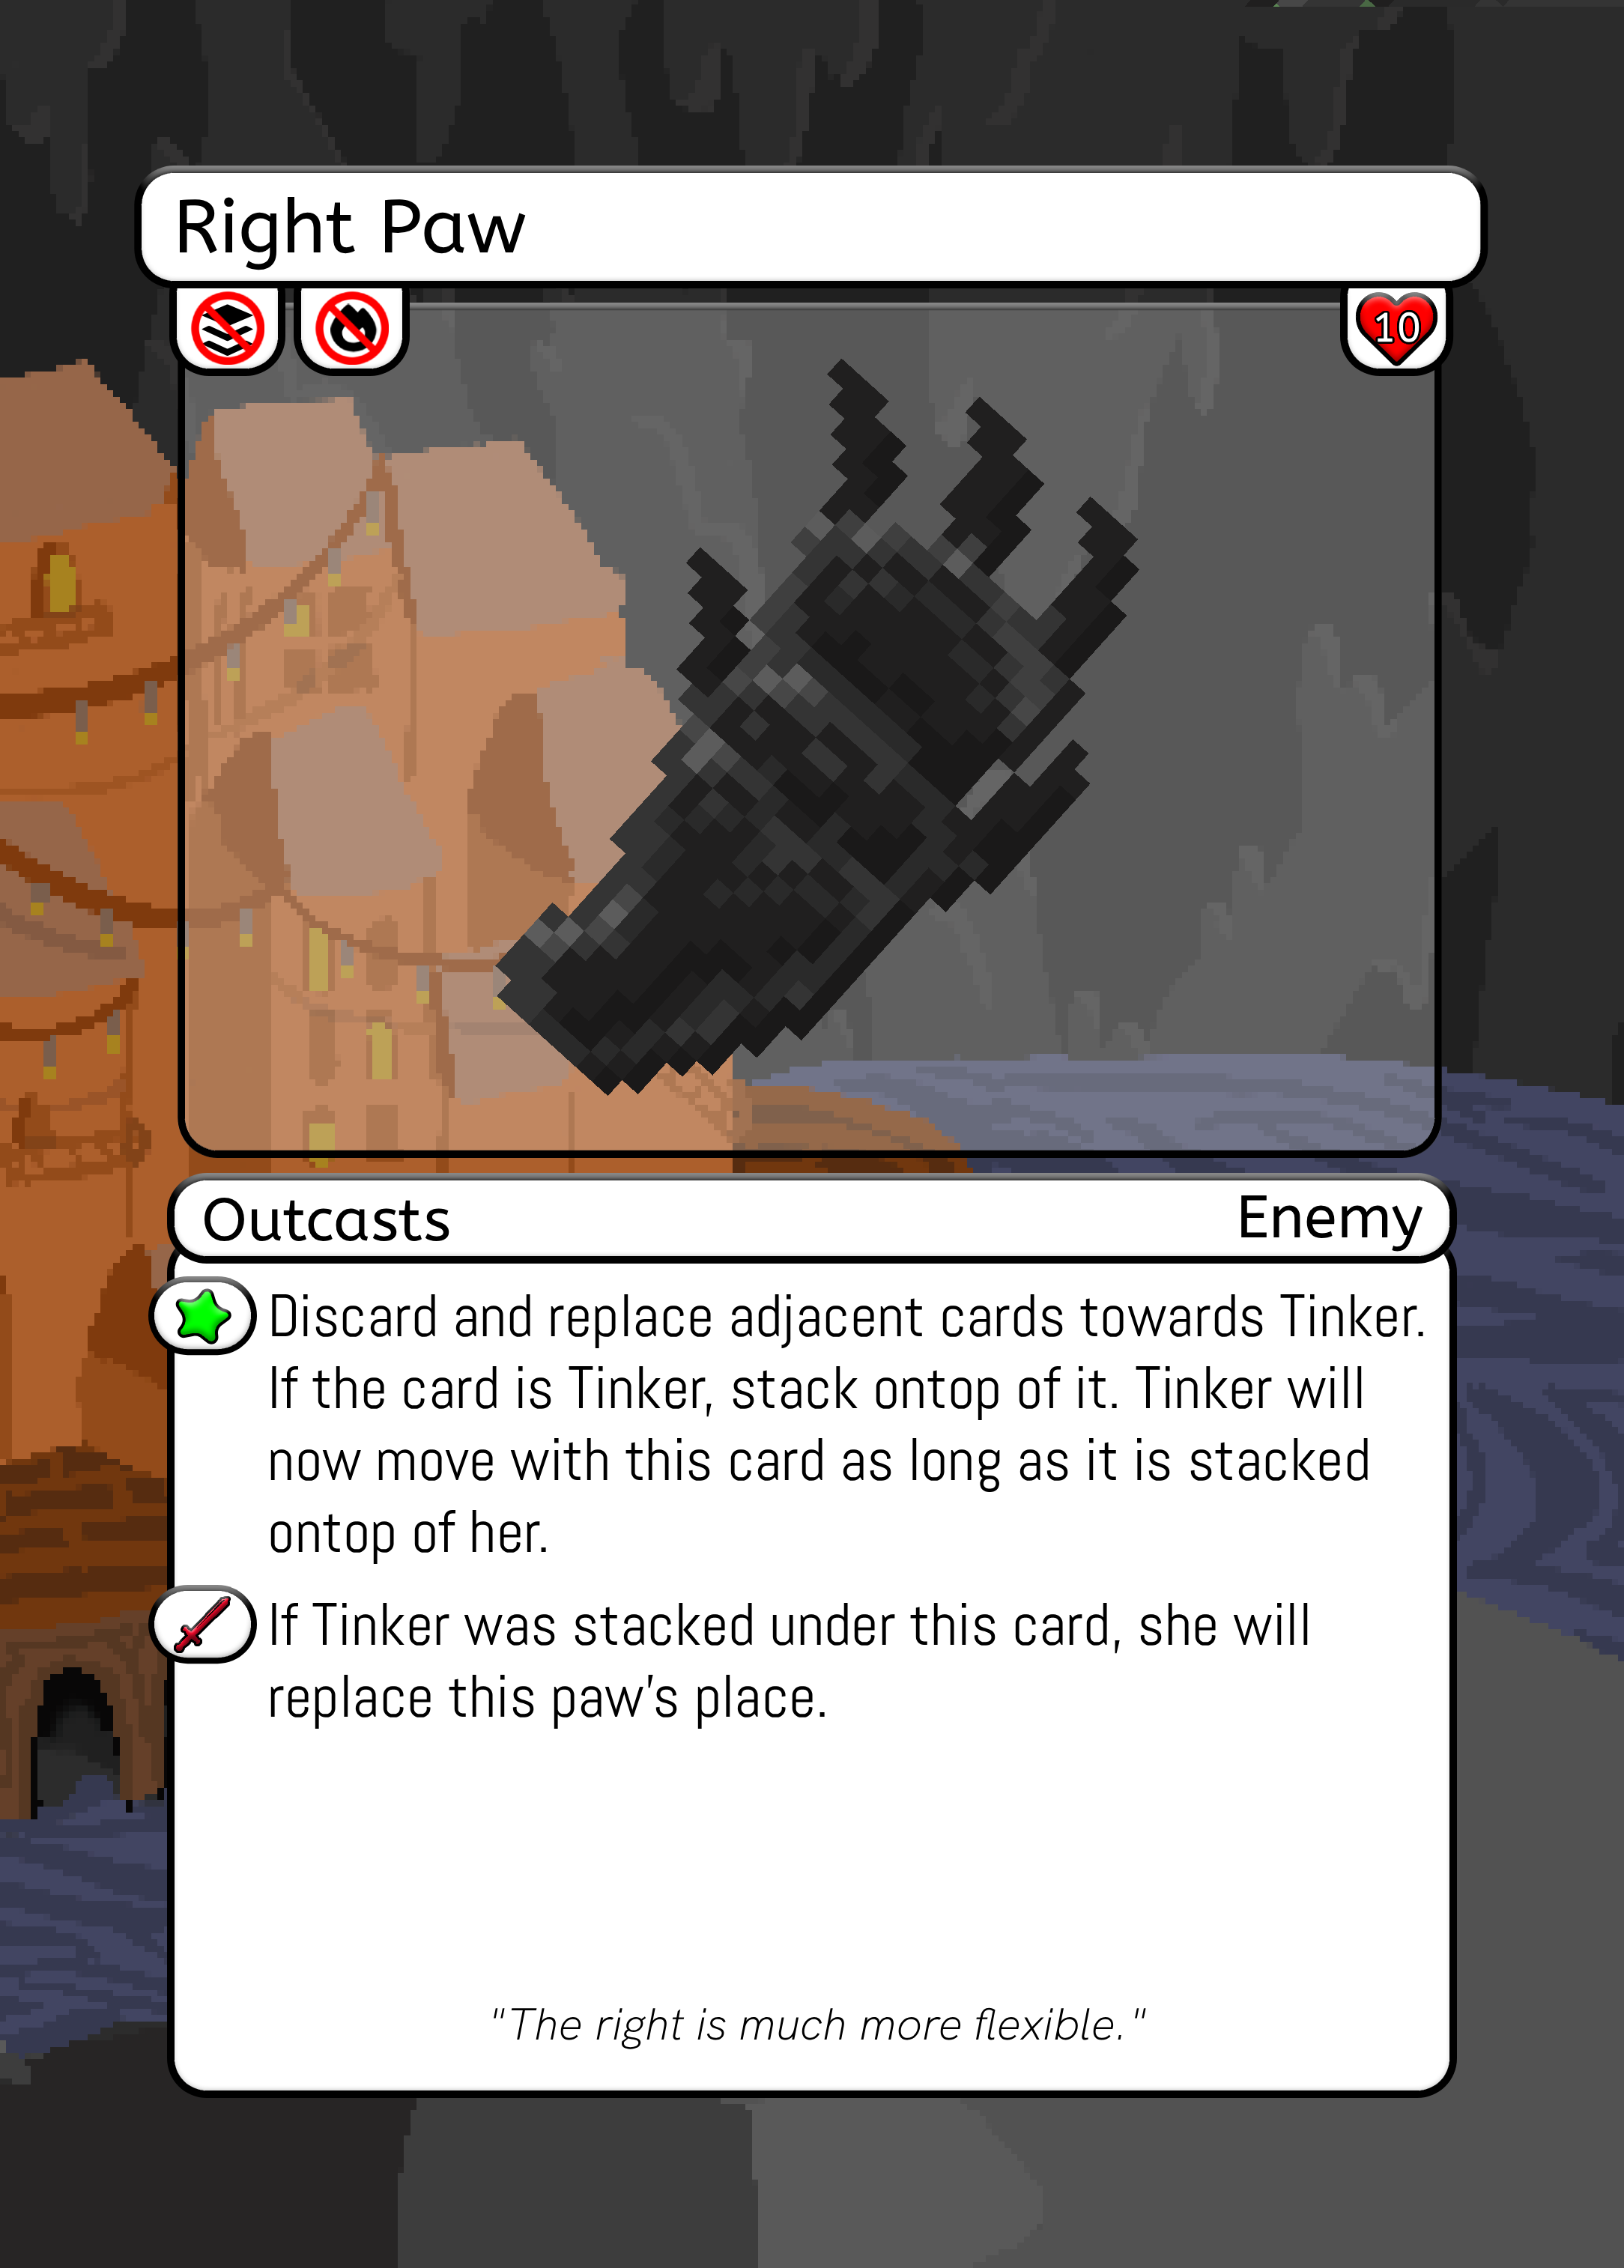 Right Paw
10
Outcasts
Enemy
Discard and replace adjacent cards towards Tinker.
If the card is Tinker, stack ontop of it. Tinker will
now move with this card as long as it is stacked
ontop of her.
If Tinker was stacked under this card, she will
replace this paw's place.
"The right is much more flexible."